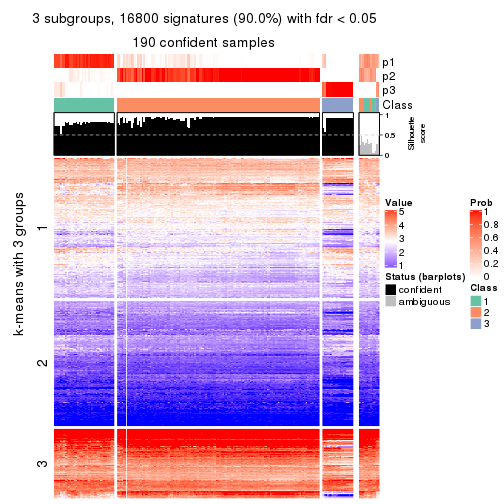 3 subgroups, 16800 signatures (90.0%) with fdr < 0.05
190 confident samples
p1
p2
p3
Class
1
0.5
0
Silhouette
score
k-means with 3 groups
1
2
3
Value
5
4
3
2
1
Status (barplots)
confident
ambiguous
Prob
1
0.8
0.6
0.4
0.2
0
Class
1
2
3